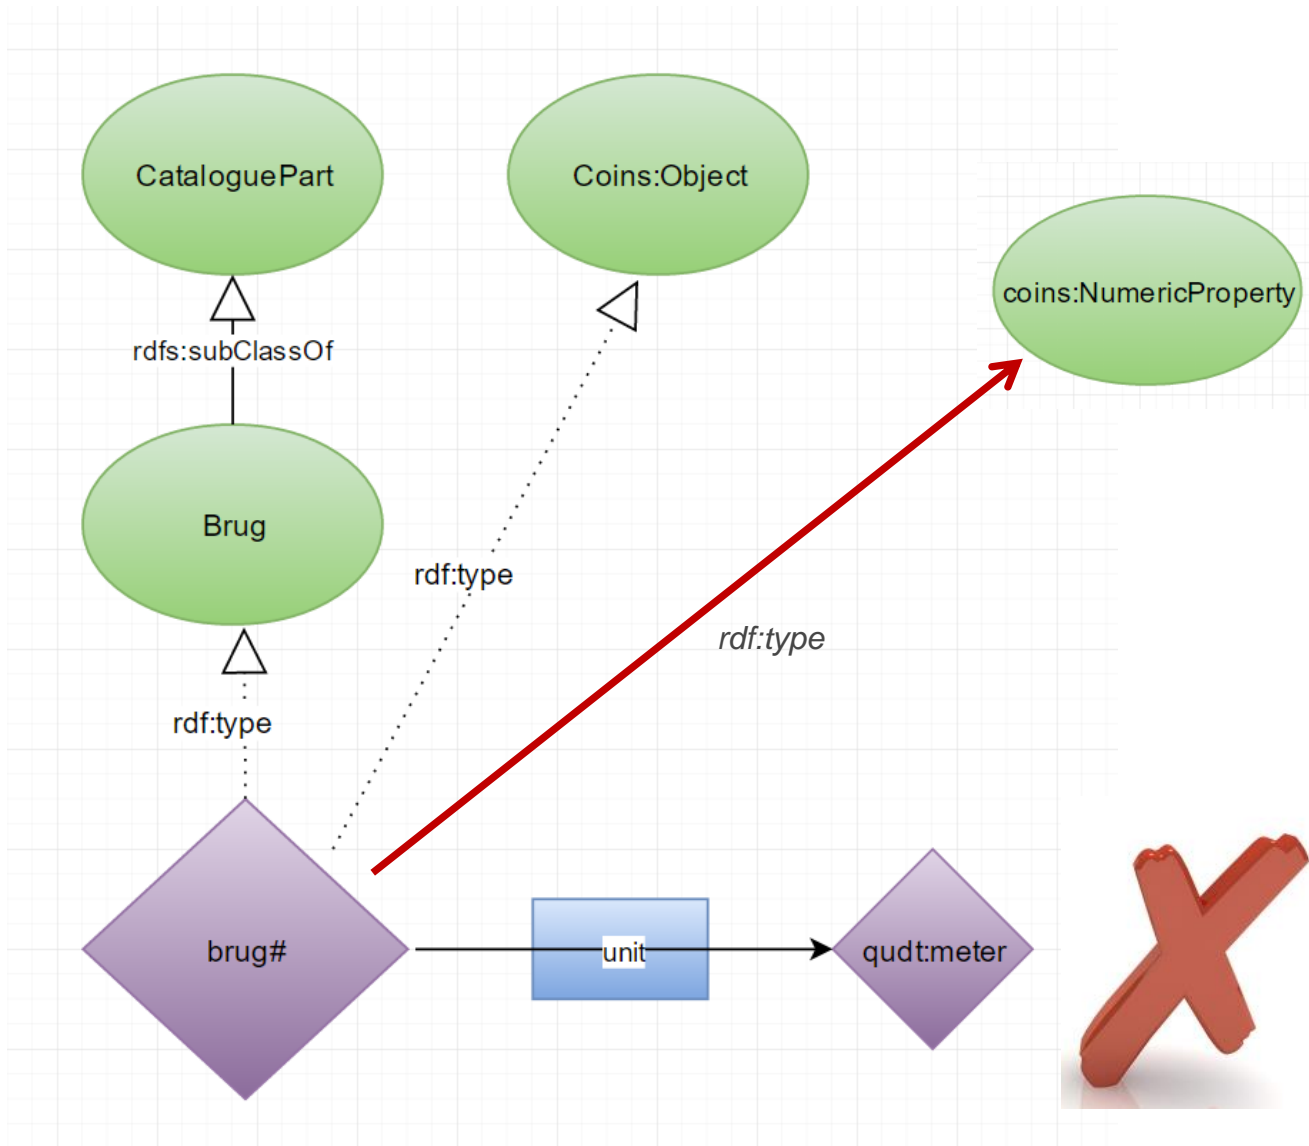 CataloguePart
Coins:Object
coins:NumericProperty
rdfs:subClassOf
Brug
rdf:type
rdf:type
rdf:type
brug#
unit
qudt:meter